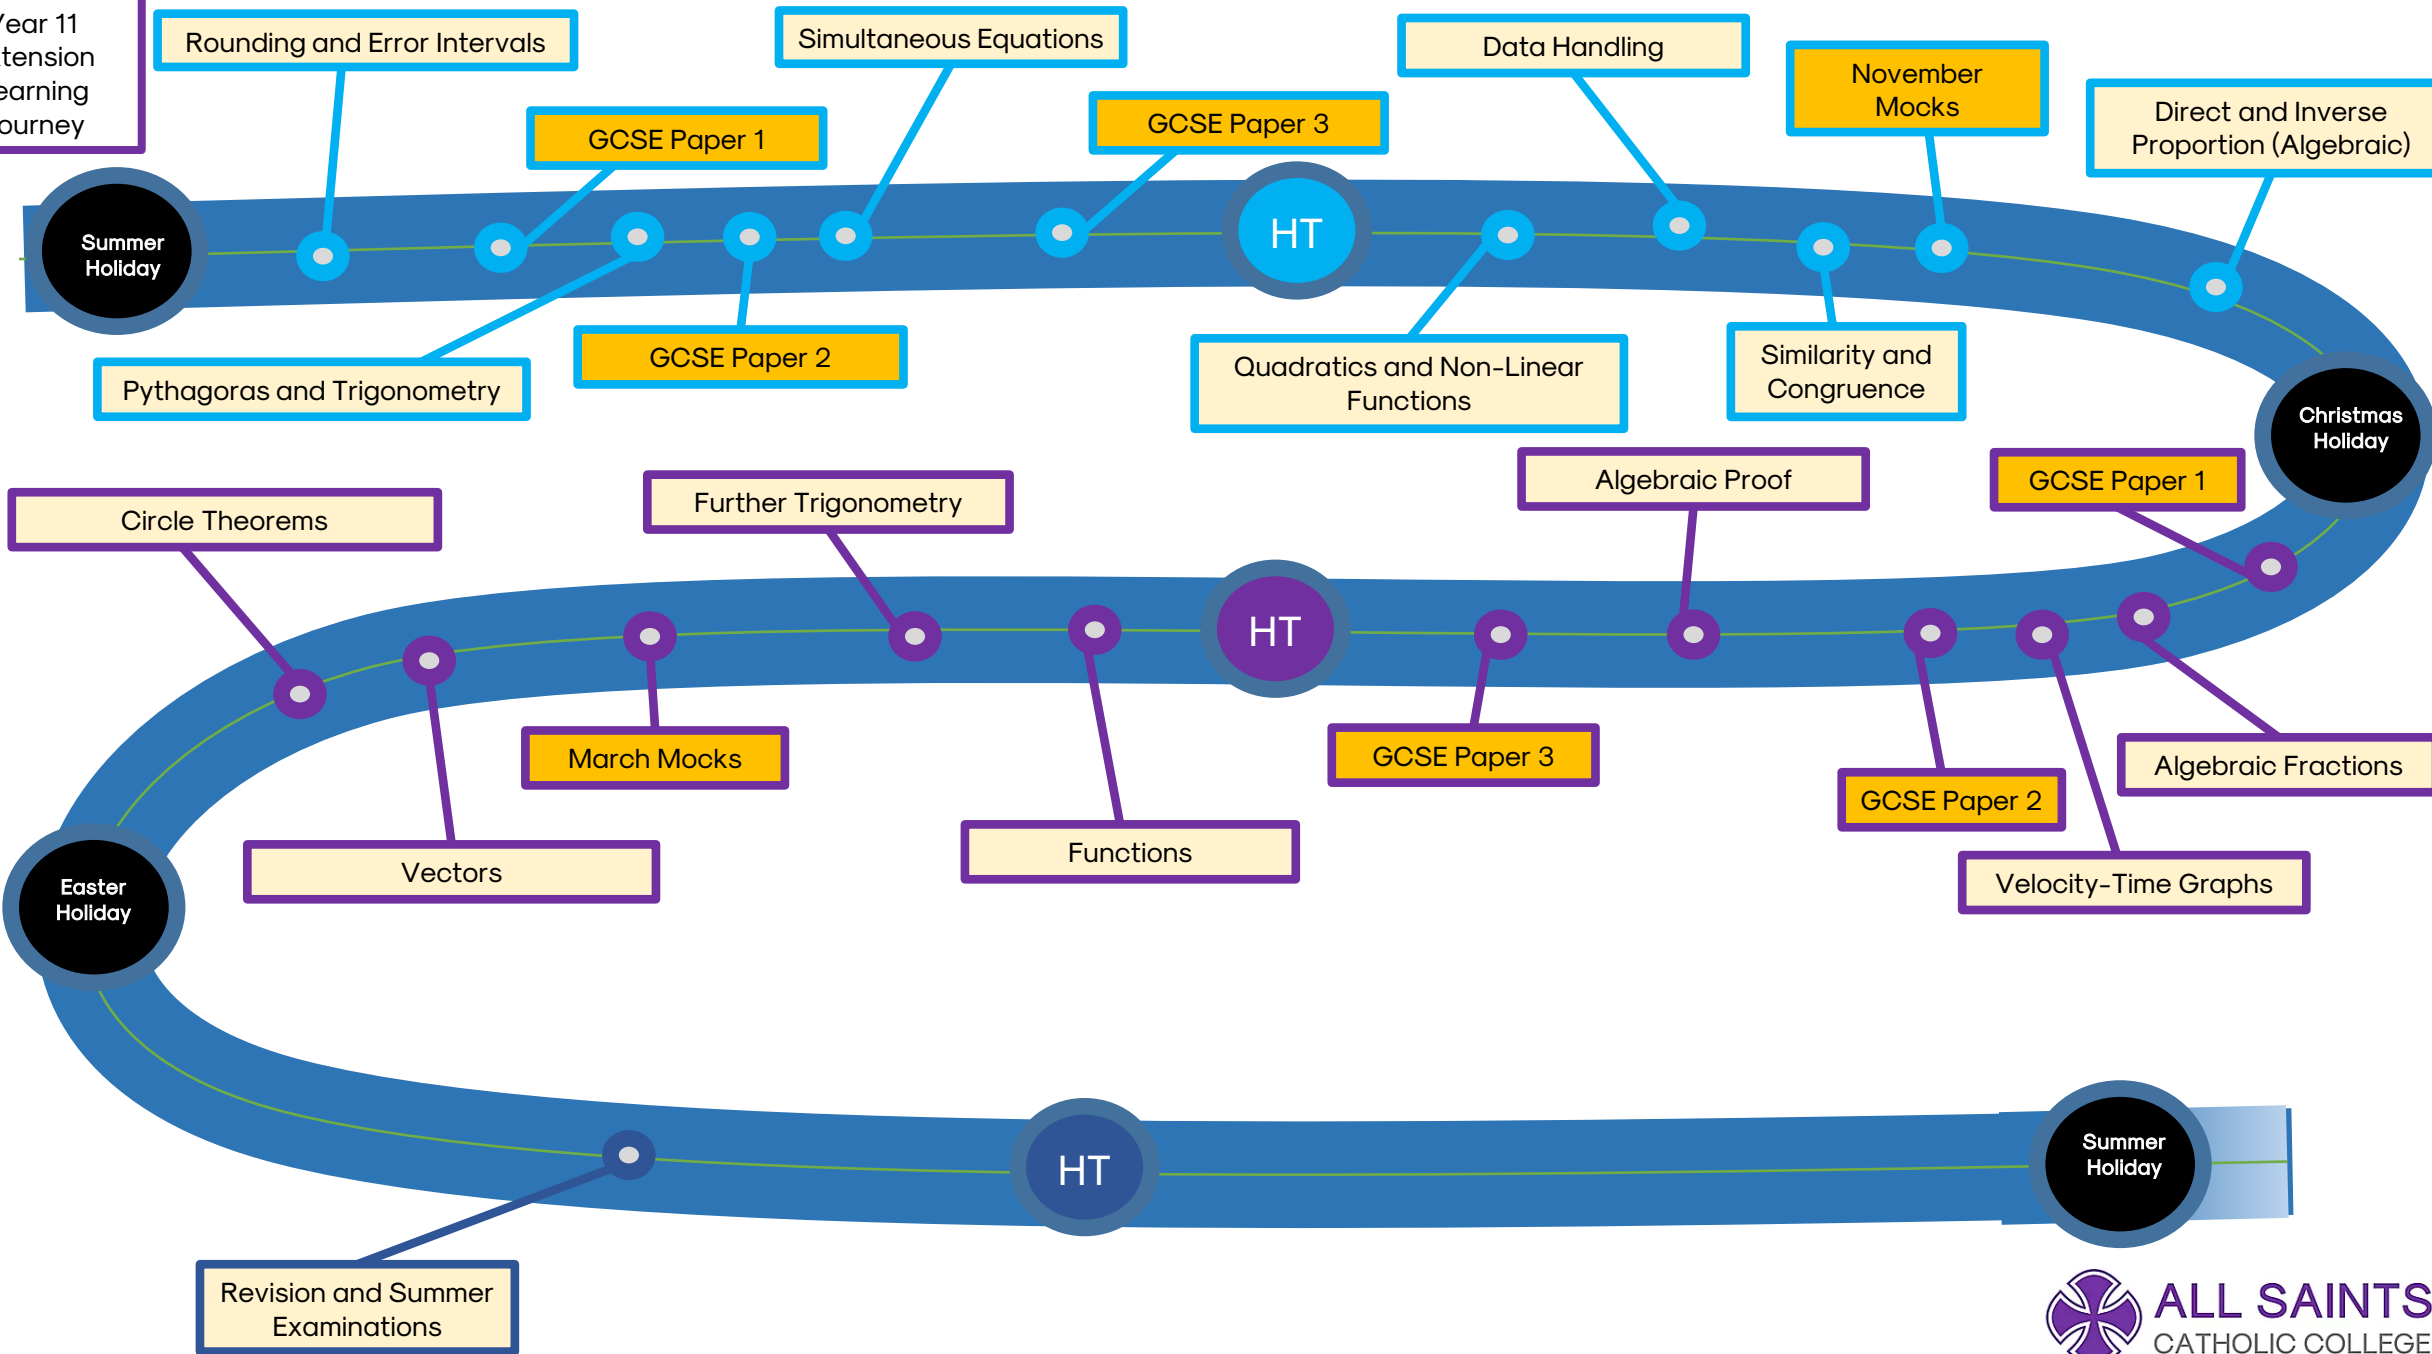 Year 11
tension
earning
ourney
Rounding and Error Intervals
Simultaneous Equations
Data Handling
November
Mocks
Direct and Inverse
Proportion (Algebraic)
GCSE Paper 1
GCSE Paper 3
Summer
Holiday
HT
Pythagoras and Trigonometry
GCSE Paper 2
Quadratics and Non-Linear
Functions
Similarity and
Congruence
Christmas
Holiday
Circle Theorems
Further Trigonometry
Algebraic Proof
GCSE Paper 1
HT
March Mocks
GCSE Paper 3
Algebraic Fractions
GCSE Paper 2
Vectors
Functions
Velocity-Time Graphs
Easter
Holiday
HT
Summer
Holiday
Revision and Summer
Examinations
ALL SAINTS
CATHOLIC COLLEGE